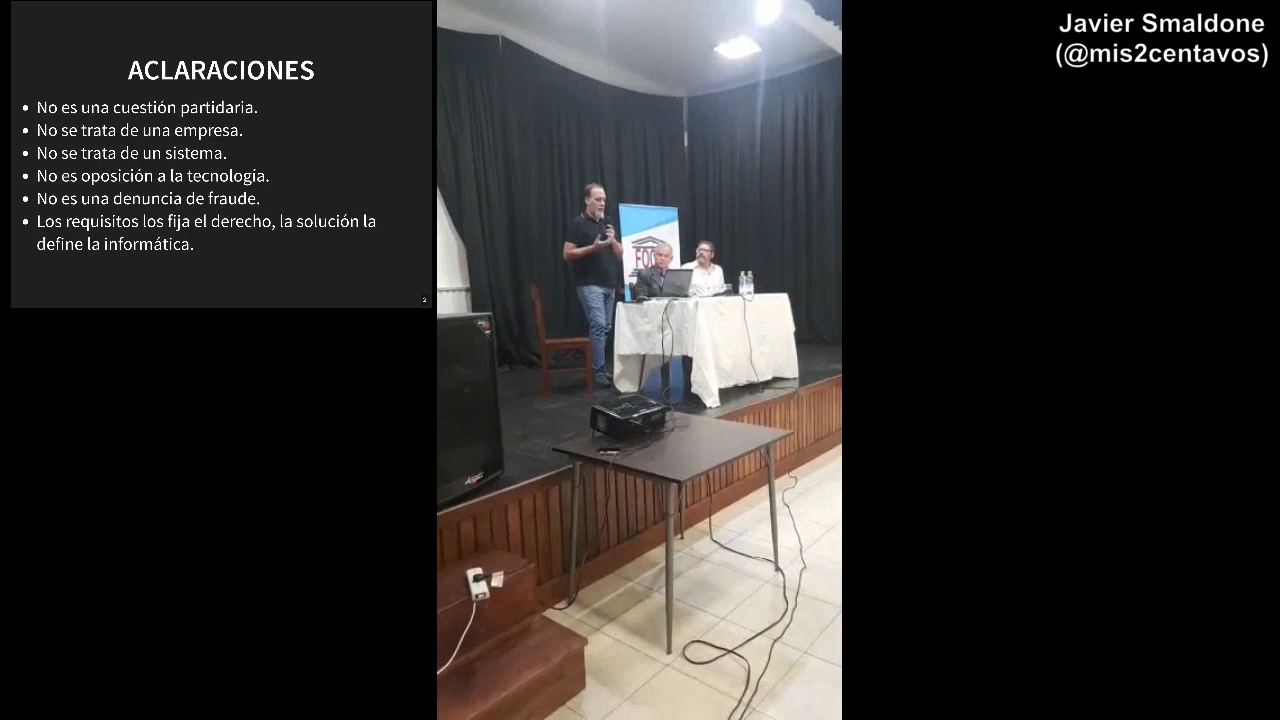 ACLARACIONES
• No es una cuestión partidaria.
• No se trata de una empresa.
• No se trata de un sistema.
• No es oposición a la tecnología.
• No es una denuncia de fraude.
• Los requisitos los fija el derecho, la solución la
define la informática.
2
Javier Smaldone
(@mis2centavos)